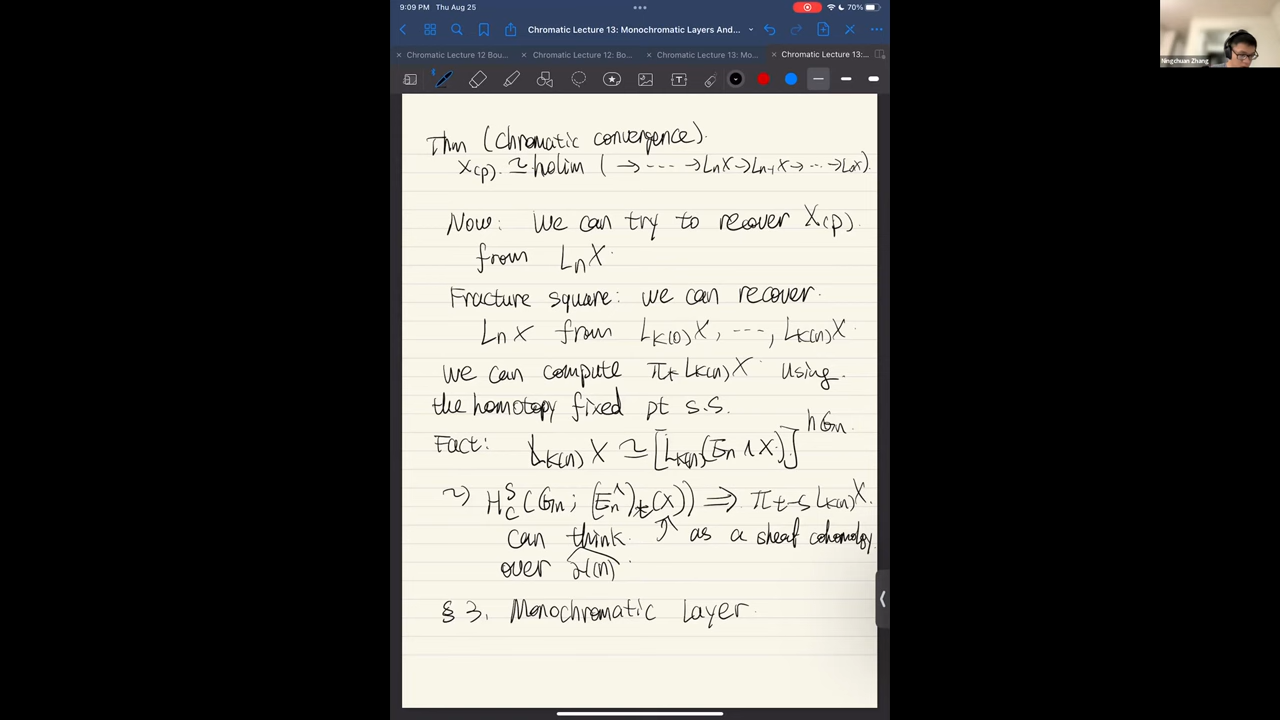 9:09 PM Thu Aug 25
70%
Chromatic Lecture 13: Monochromatic Layers And...
Chromatic Lecture 12 Bou...
Chromatic Lecture 12: Bo...
Chromatic Lecture 13: Mo...
Chromatic Lecture 13:...
Ningchuan Zhang
Thm (Chromatic convergence).
X(p) ≃ holim (→ ---- → LnX → Ln-1X → ... → L0X).
Now: We can try to recover X(p).
from LnX.
Fracture square: we can recover.
LnX from LK(0)X, ---, LK(n)X.
we can compute π* LK(n)X using.
the homotopy fixed pt s.s.
Fact: LK(n)X ≃ [LK(n)(En ∧ X)]^hGn.
~> H^s_c(Gn; (En^∧)t(X)) ⟹ πt-s LK(n)X.
can think. ↗ as a sheaf cohomology
over Ĥ(n).
§ 3. Monochromatic Layer.